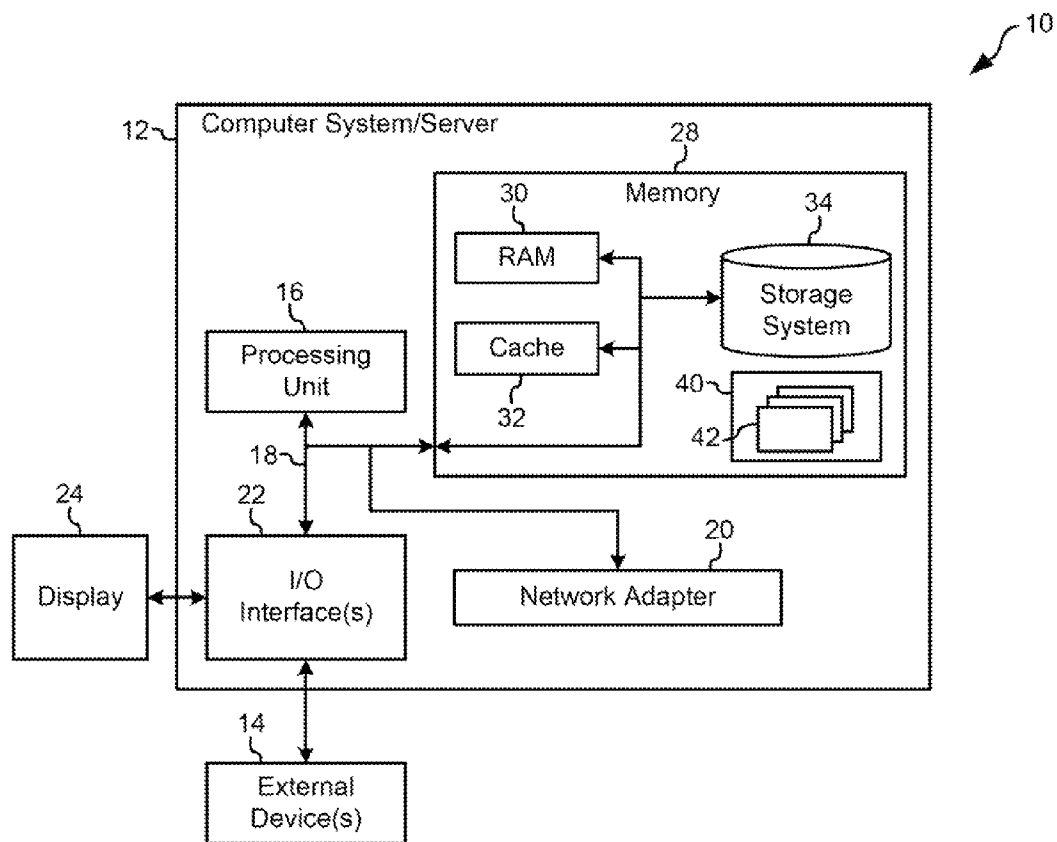 10
12
Computer System/Server
28
Memory
30
RAM
34
Storage
System
16
Processing
Unit
Cache
32
40
42
18
24
22
20
Display
I/O
Interface(s)
Network Adapter
14
External
Device(s)